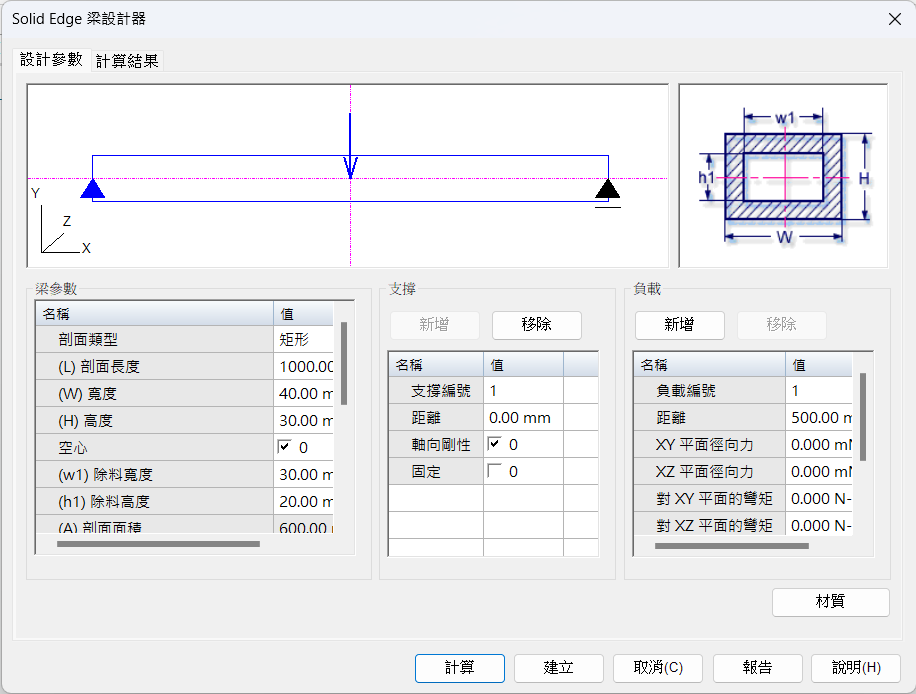 Solid Edge 梁設計器
設計參數 計算結果
w1
h1
H
W
Y
Z
X
梁參數
名稱 值
剖面類型 矩形
(L) 剖面長度 1000.00
(W) 寬度 40.00 m
(H) 高度 30.00 m
空心 0
(w1) 除料寬度 30.00 m
(h1) 除料高度 20.00 m
(A) 剖面面積 600.00
支撐
新增 移除
名稱 值
支撐編號 1
距離 0.00 mm
軸向剛性 0
固定 0
負載
新增 移除
名稱 值
負載編號 1
距離 500.00 m
XY 平面徑向力 0.000 mN
XZ 平面徑向力 0.000 mN
對 XY 平面的彎矩 0.000 N-
對 XZ 平面的彎矩 0.000 N-
材質
計算 建立 取消(C) 報告 說明(H)